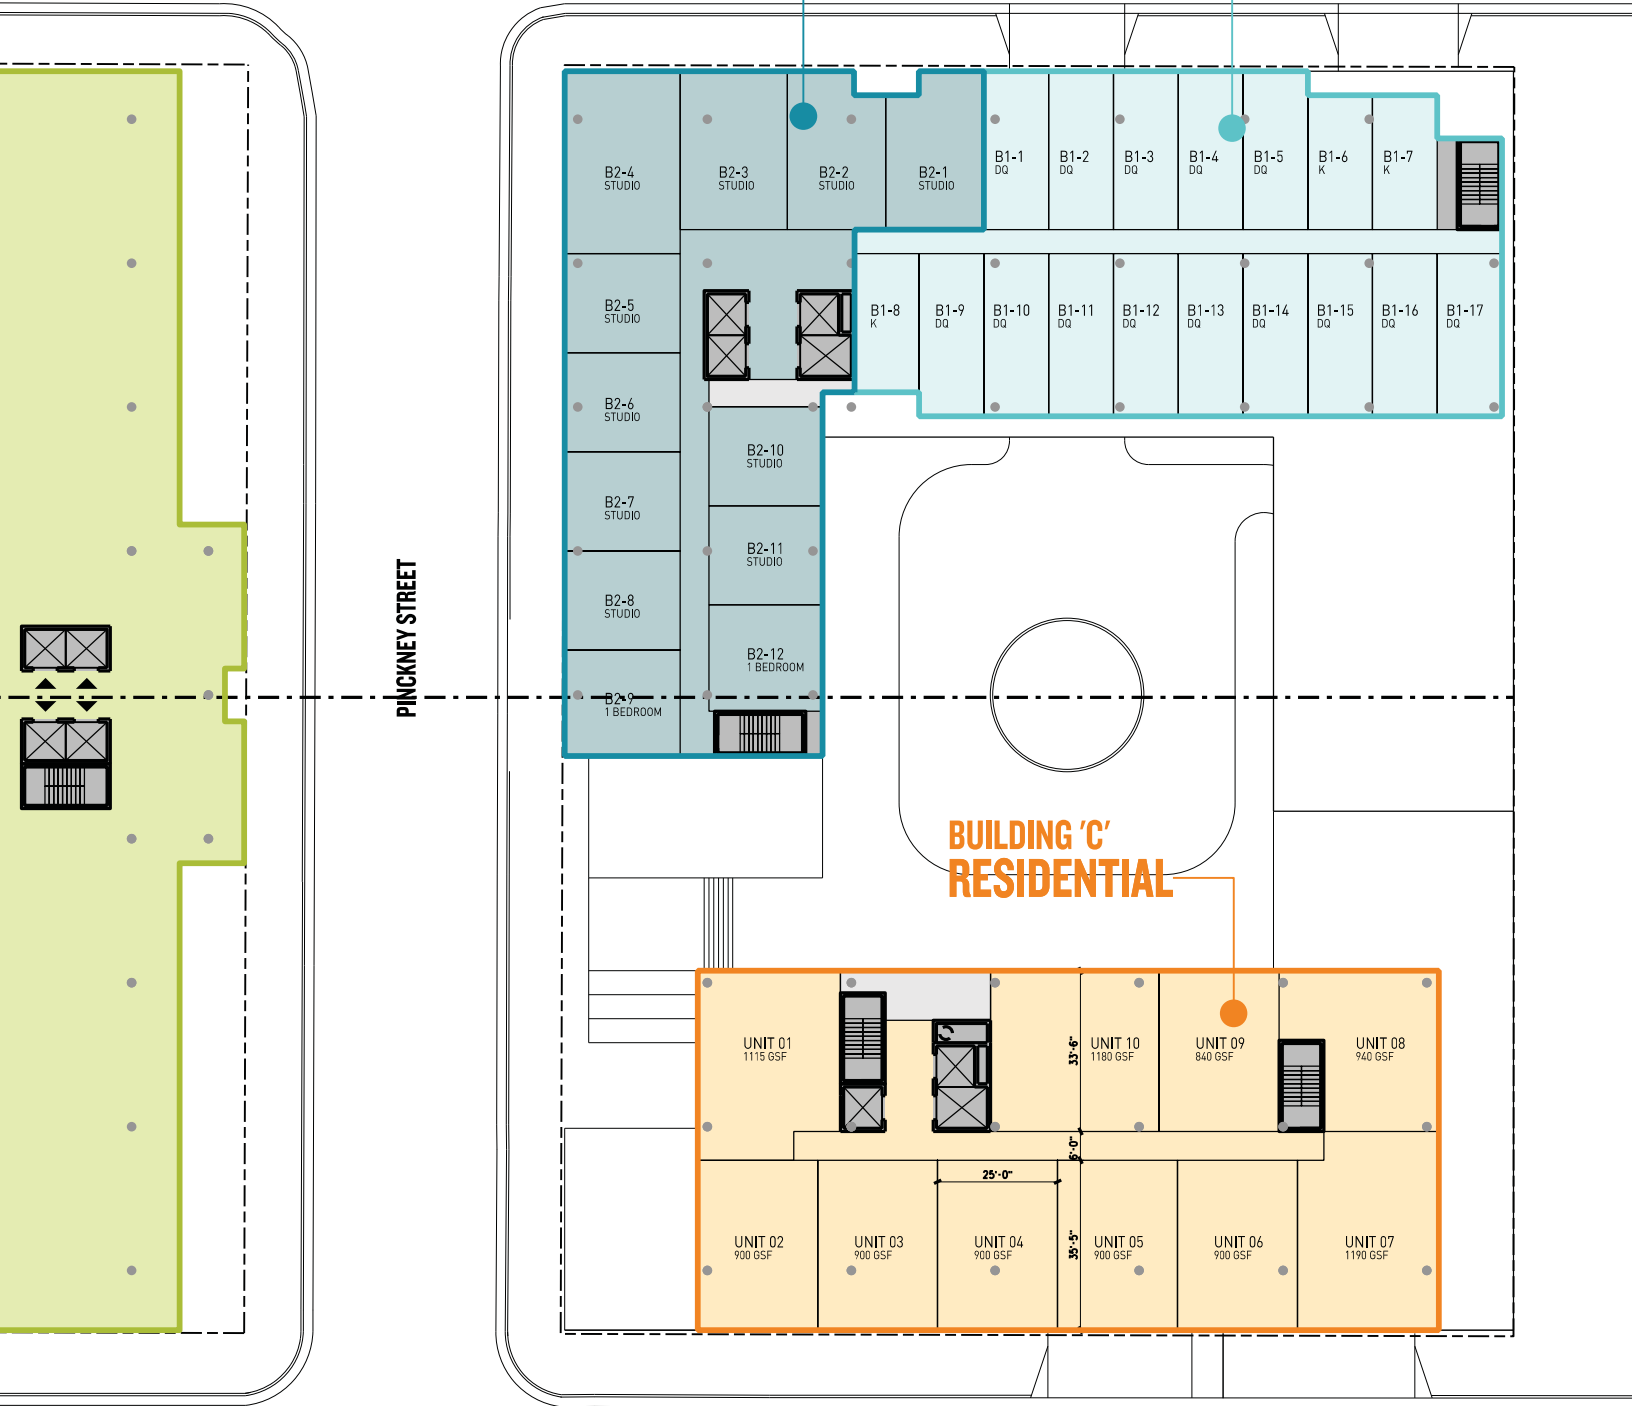 B2-4
STUDIO
B2-3
STUDIO
B2-2
STUDIO
B2-1
STUDIO
B1-1
DQ
B1-2
DQ
B1-3
DQ
B1-4
DQ
B1-5
DQ
B1-6
K
B1-7
K
B2-5
STUDIO
B1-8
K
B1-9
DQ
B1-10
DQ
B1-11
DQ
B1-12
DQ
B1-13
DQ
B1-14
DQ
B1-15
DQ
B1-16
DQ
B1-17
DQ
B2-6
STUDIO
B2-10
STUDIO
B2-7
STUDIO
B2-11
STUDIO
B2-8
STUDIO
B2-12
1 BEDROOM
B2-9
1 BEDROOM
PINCKNEY STREET
BUILDING 'C'
RESIDENTIAL
UNIT 01
1115 GSF
33'-6"
UNIT 10
1180 GSF
UNIT 09
840 GSF
UNIT 08
940 GSF
6'-0"
25'-0"
UNIT 02
900 GSF
UNIT 03
900 GSF
UNIT 04
900 GSF
35'-5"
UNIT 05
900 GSF
UNIT 06
900 GSF
UNIT 07
1190 GSF